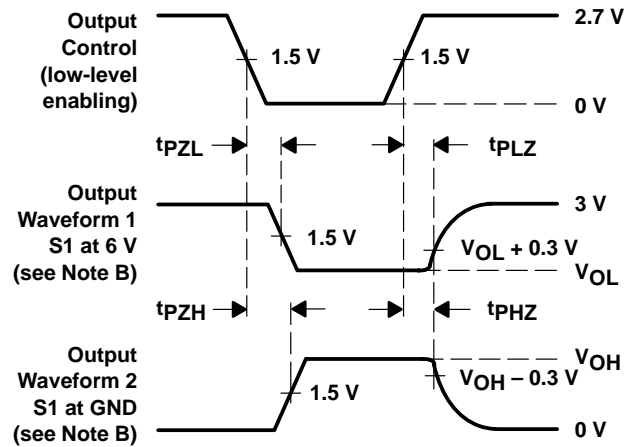 Output
Control
(low-level
enabling)
2.7 V
1.5 V
1.5 V
0 V
tPZL
tPLZ
Output
Waveform 1
S1 at 6 V
(see Note B)
3 V
1.5 V
VOL + 0.3 V
VOL
tPZH
tPHZ
Output
Waveform 2
S1 at GND
(see Note B)
VOH
1.5 V
VOH – 0.3 V
0 V